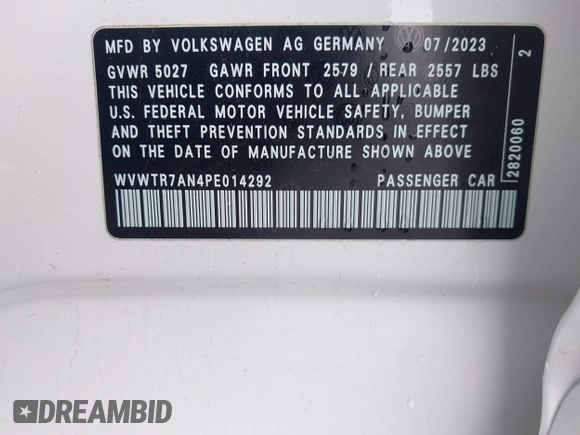 MFD BY VOLKSWAGEN AG GERMANY 07/2023
GVWR 5027 GAWR FRONT 2579 / REAR 2557 LBS
THIS VEHICLE CONFORMS TO ALL APPLICABLE
U.S. FEDERAL MOTOR VEHICLE SAFETY, BUMPER
AND THEFT PREVENTION STANDARDS IN EFFECT
ON THE DATE OF MANUFACTURE SHOWN ABOVE.
WVWTR7AN4PE014292 PASSENGER CAR
2820060 2
DREAMBID